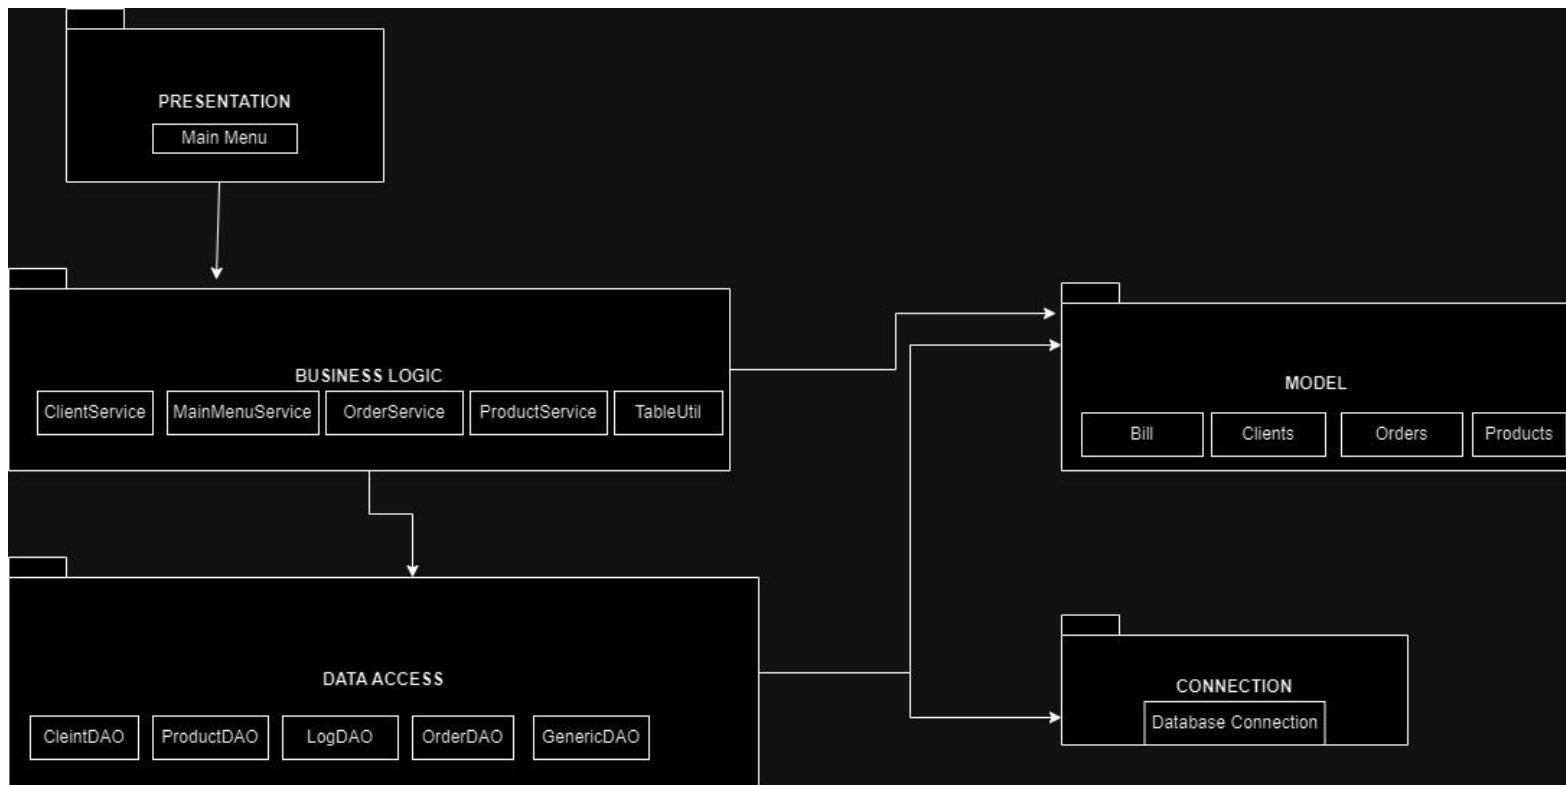 PRESENTATION
Main Menu
BUSINESS LOGIC
ClientService
MainMenuService
OrderService
ProductService
TableUtil
MODEL
Bill
Clients
Orders
Products
DATA ACCESS
CleintDAO
ProductDAO
LogDAO
OrderDAO
GenericDAO
CONNECTION
Database Connection